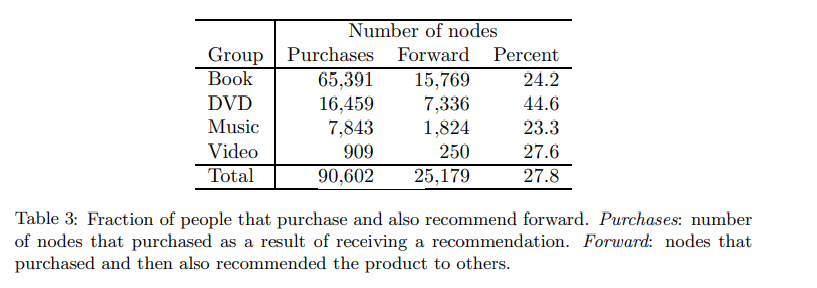 Number of nodes
Group Purchases Forward Percent
Book 65,391 15,769 24.2
DVD 16,459 7,336 44.6
Music 7,843 1,824 23.3
Video 909 250 27.6
Total 90,602 25,179 27.8
Table 3: Fraction of people that purchase and also recommend forward. Purchases: number
of nodes that purchased as a result of receiving a recommendation. Forward: nodes that
purchased and then also recommended the product to others.